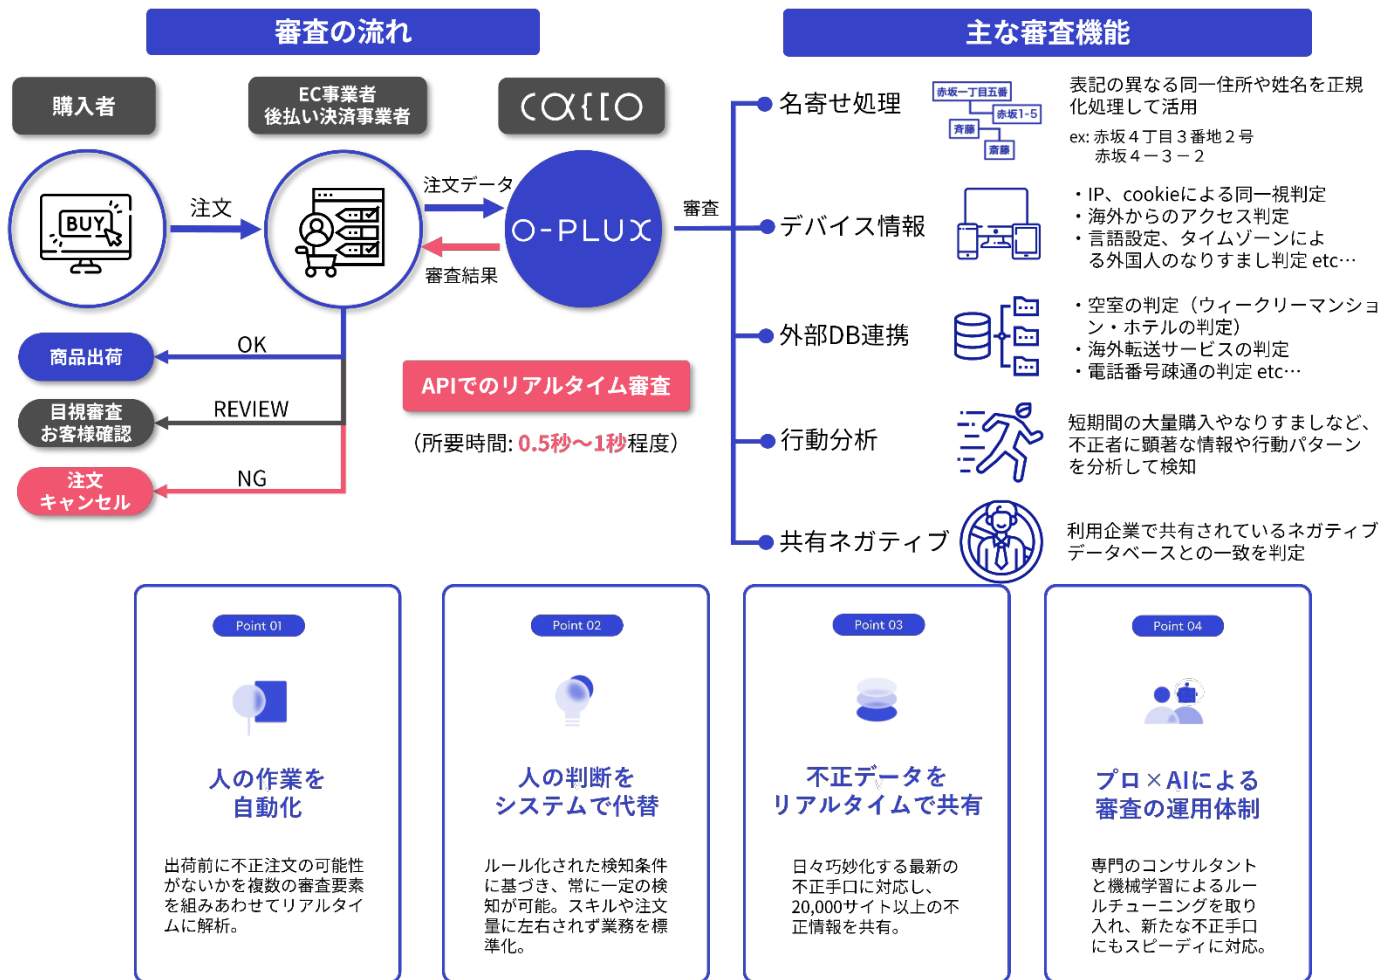 審査の流れ
購入者
EC事業者
後払い決済事業者
CACCO
BUY
注文
注文データ
審査結果
O-PLUX
審査
OK
商品出荷
REVIEW
目視審査
お客様確認
NG
注文
キャンセル
APIでのリアルタイム審査
(所要時間: 0.5秒〜1秒程度)
主な審査機能
名寄せ処理
赤坂一丁目五番
赤坂1-5
斉藤
斎藤
表記の異なる同一住所や姓名を正規
化処理して活用
ex: 赤坂４丁目３番地２号
赤坂４－３－２
デバイス情報
・IP、cookieによる同一視判定
・海外からのアクセス判定
・言語設定、タイムゾーンによ
る外国人のなりすまし判定 etc…
外部DB連携
・空室の判定（ウィークリーマンショ
ン・ホテルの判定）
・海外転送サービスの判定
・電話番号疎通の判定 etc…
行動分析
短期間の大量購入やなりすましなど、
不正者に顕著な情報や行動パターン
を分析して検知
共有ネガティブ
利用企業で共有されているネガティブ
データベースとの一致を判定
Point 01
人の作業を
自動化
出荷前に不正注文の可能性
がないかを複数の審査要素
を組みあわせてリアルタイ
ムに解析。
Point 02
人の判断を
システムで代替
ルール化された検知条件
に基づき、常に一定の検
知が可能。スキルや注文
量に左右されず業務を標
準化。
Point 03
不正データを
リアルタイムで共有
日々巧妙化する最新の
不正手口に対応し、
20,000サイト以上の不
正情報を共有。
Point 04
プロ×AIによる
審査の運用体制
専門のコンサルタント
と機械学習によるルー
ルチューニングを取り
入れ、新たな不正手口
にもスピーディに対応。